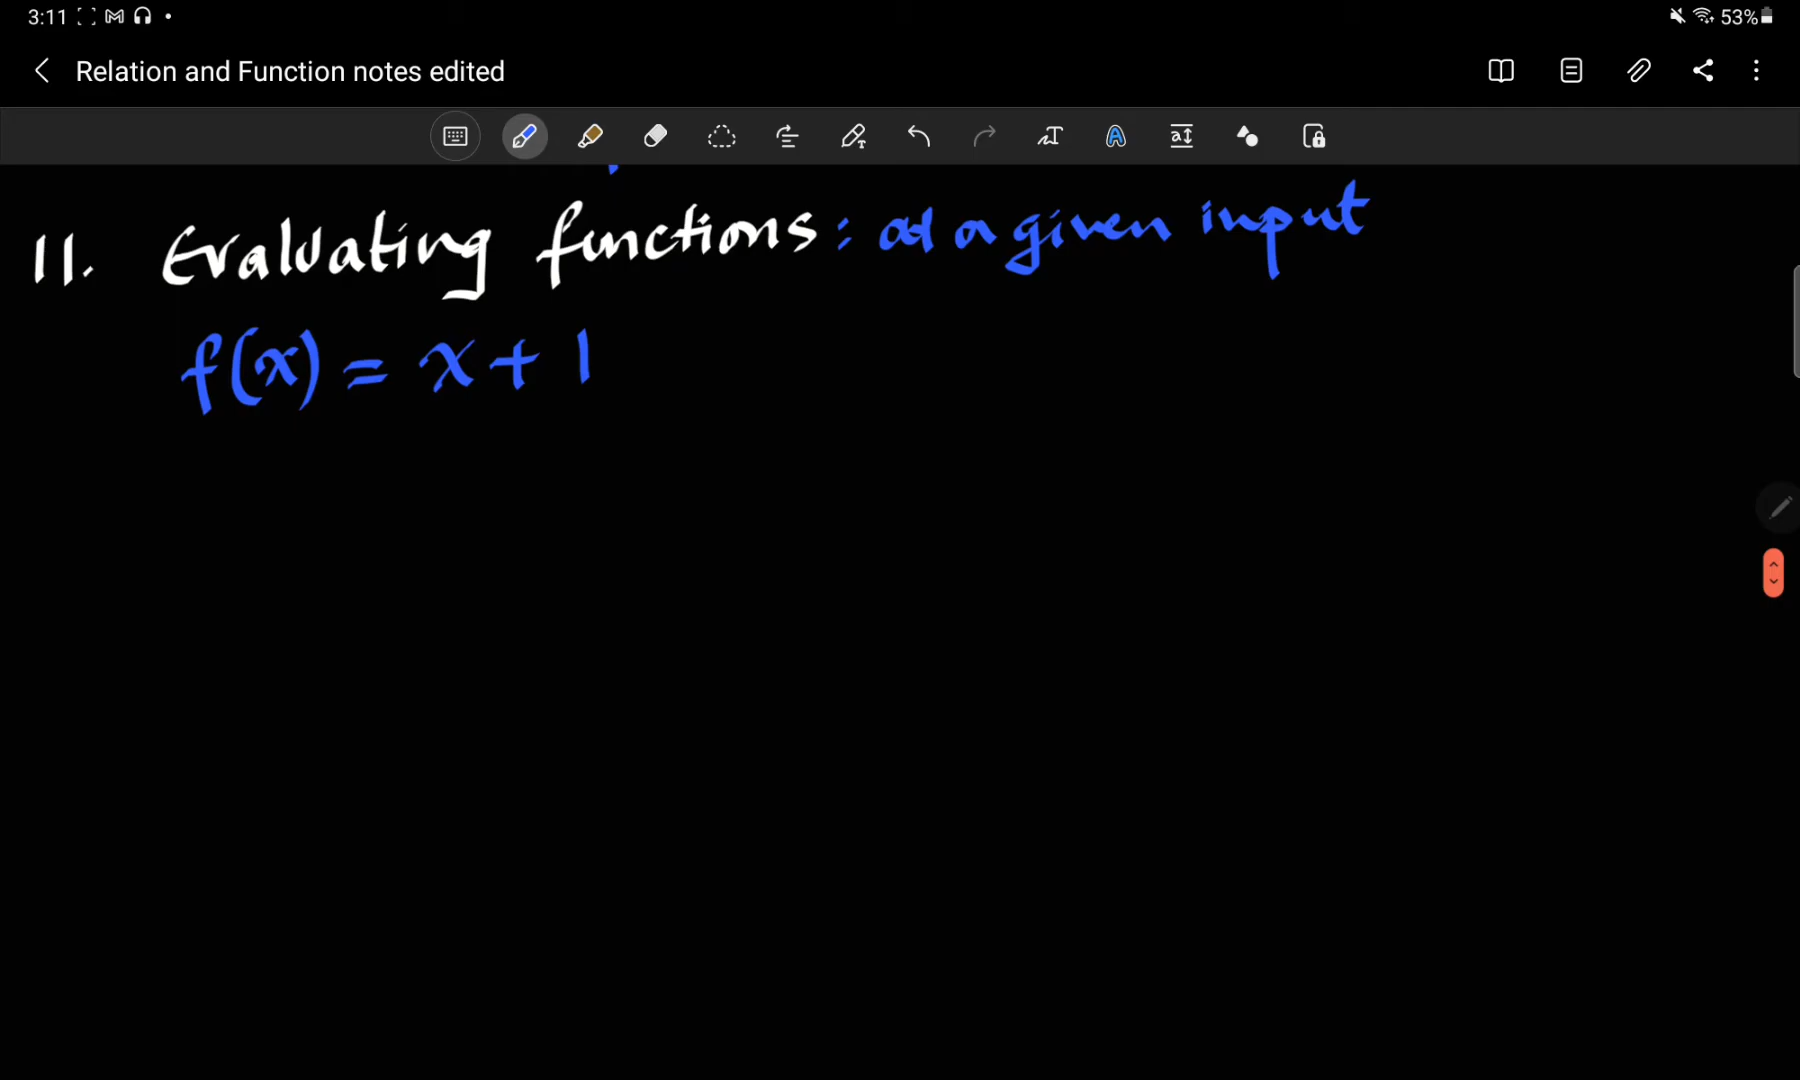 3:11 53%
Relation and Function notes edited
11. Evaluating functions: at a given input
f(x) = x + 1